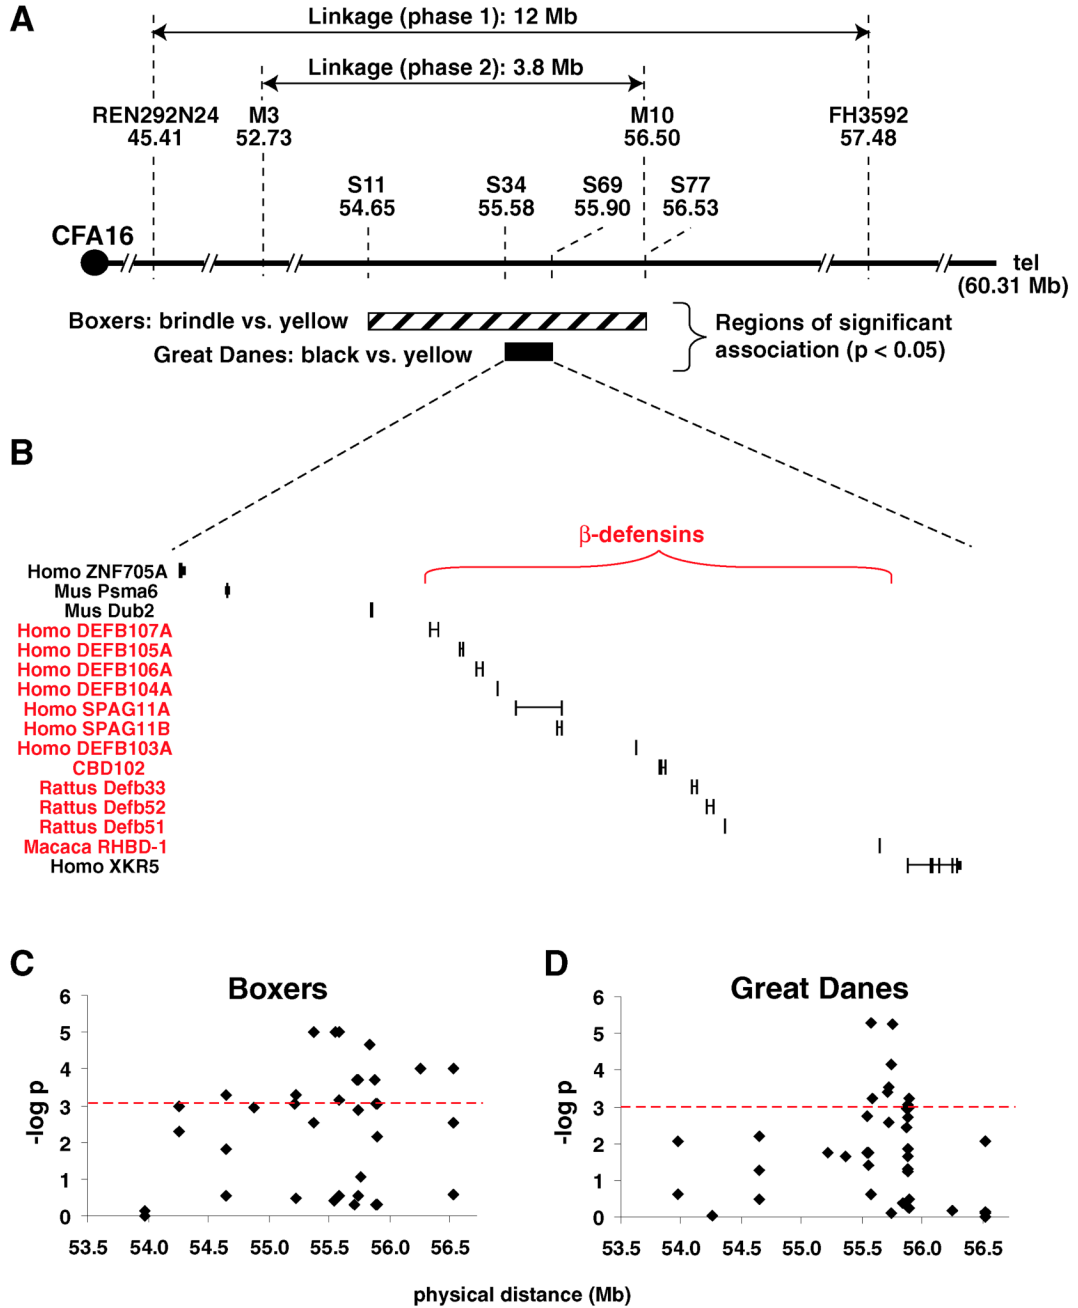 A
Linkage (phase 1): 12 Mb
Linkage (phase 2): 3.8 Mb
REN292N24 M3 M10 FH3592
45.41 52.73 56.50 57.48
S11 S34 S69 S77
54.65 55.58 55.90 56.53
CFA16
tel
(60.31 Mb)
Boxers: brindle vs. yellow
Great Danes: black vs. yellow
Regions of significant
association (p < 0.05)
B
β-defensins
Homo ZNF705A
Mus Psma6
Mus Dub2
Homo DEFB107A
Homo DEFB105A
Homo DEFB106A
Homo DEFB104A
Homo SPAG11A
Homo SPAG11B
Homo DEFB103A
CBD102
Rattus Defb33
Rattus Defb52
Rattus Defb51
Macaca RHBD-1
Homo XKR5
C
Boxers
-log p
6
5
4
3
2
1
0
53.5 54.0 54.5 55.0 55.5 56.0 56.5
D
Great Danes
-log p
6
5
4
3
2
1
0
53.5 54.0 54.5 55.0 55.5 56.0 56.5
physical distance (Mb)